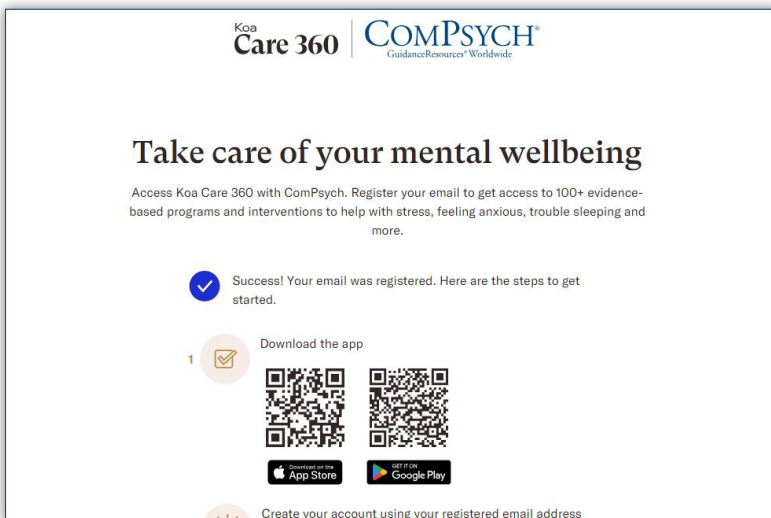 Koa
Care 360
COMPSYCH®
GuidanceResources® Worldwide
Take care of your mental wellbeing
Access Koa Care 360 with ComPsych. Register your email to get access to 100+ evidence-
based programs and interventions to help with stress, feeling anxious, trouble sleeping and
more.
Success! Your email was registered. Here are the steps to get
started.
1
Download the app
Download on the
App Store
GET IT ON
Google Play
Create your account using your registered email address